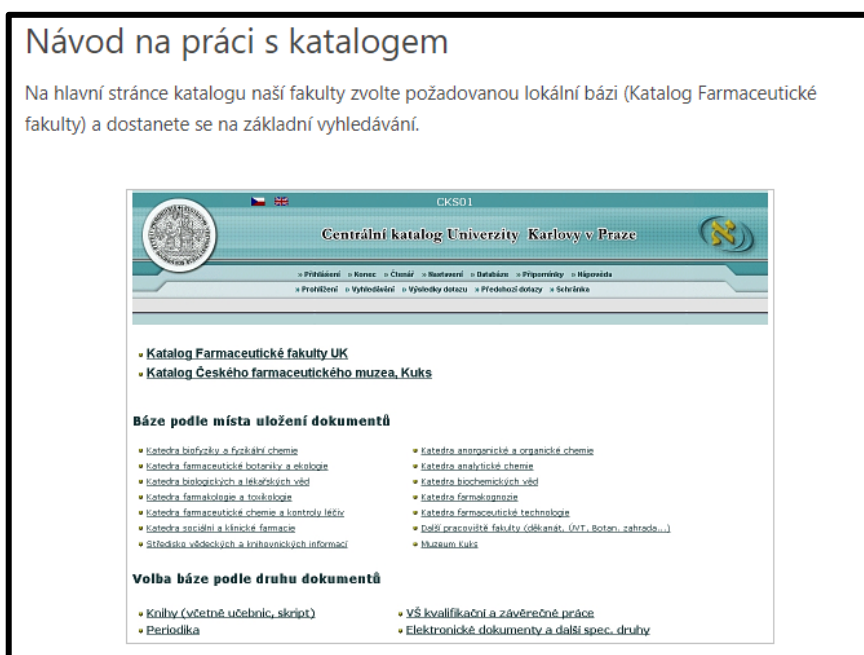 Návod na práci s katalogem
Na hlavní stránce katalogu naší fakulty zvolte požadovanou lokální bázi (Katalog Farmaceutické
fakulty) a dostanete se na základní vyhledávání.
CKS01
Centrální katalog Univerzity Karlovy v Praze
» Přihlášení » Konec » Čtenář » Nastavení » Databáze » Připomínky » Nápověda
» Prohlížení » Vyhledávání » Výsledky dotazu » Předchozí dotazy » Schránka
Katalog Farmaceutické fakulty UK
Katalog Českého farmaceutického muzea, Kuks
Báze podle místa uložení dokumentů
Katedra biofyziky a fyzikální chemie
Katedra anorganické a organické chemie
Katedra farmaceutické botaniky a ekologie
Katedra analytické chemie
Katedra biologických a lékařských věd
Katedra biochemických věd
Katedra farmakologie a toxikologie
Katedra farmakognozie
Katedra farmaceutické chemie a kontroly léčiv
Katedra farmaceutické technologie
Katedra sociální a klinické farmacie
Další pracoviště fakulty (děkanát, ÚVT, Botan. zahrada...)
Středisko vědeckých a knihovnických informací
Muzeum Kuks
Volba báze podle druhu dokumentů
Knihy (včetně učebnic, skript)
VŠ kvalifikační a závěrečné práce
Periodika
Elektronické dokumenty a další spec. druhy